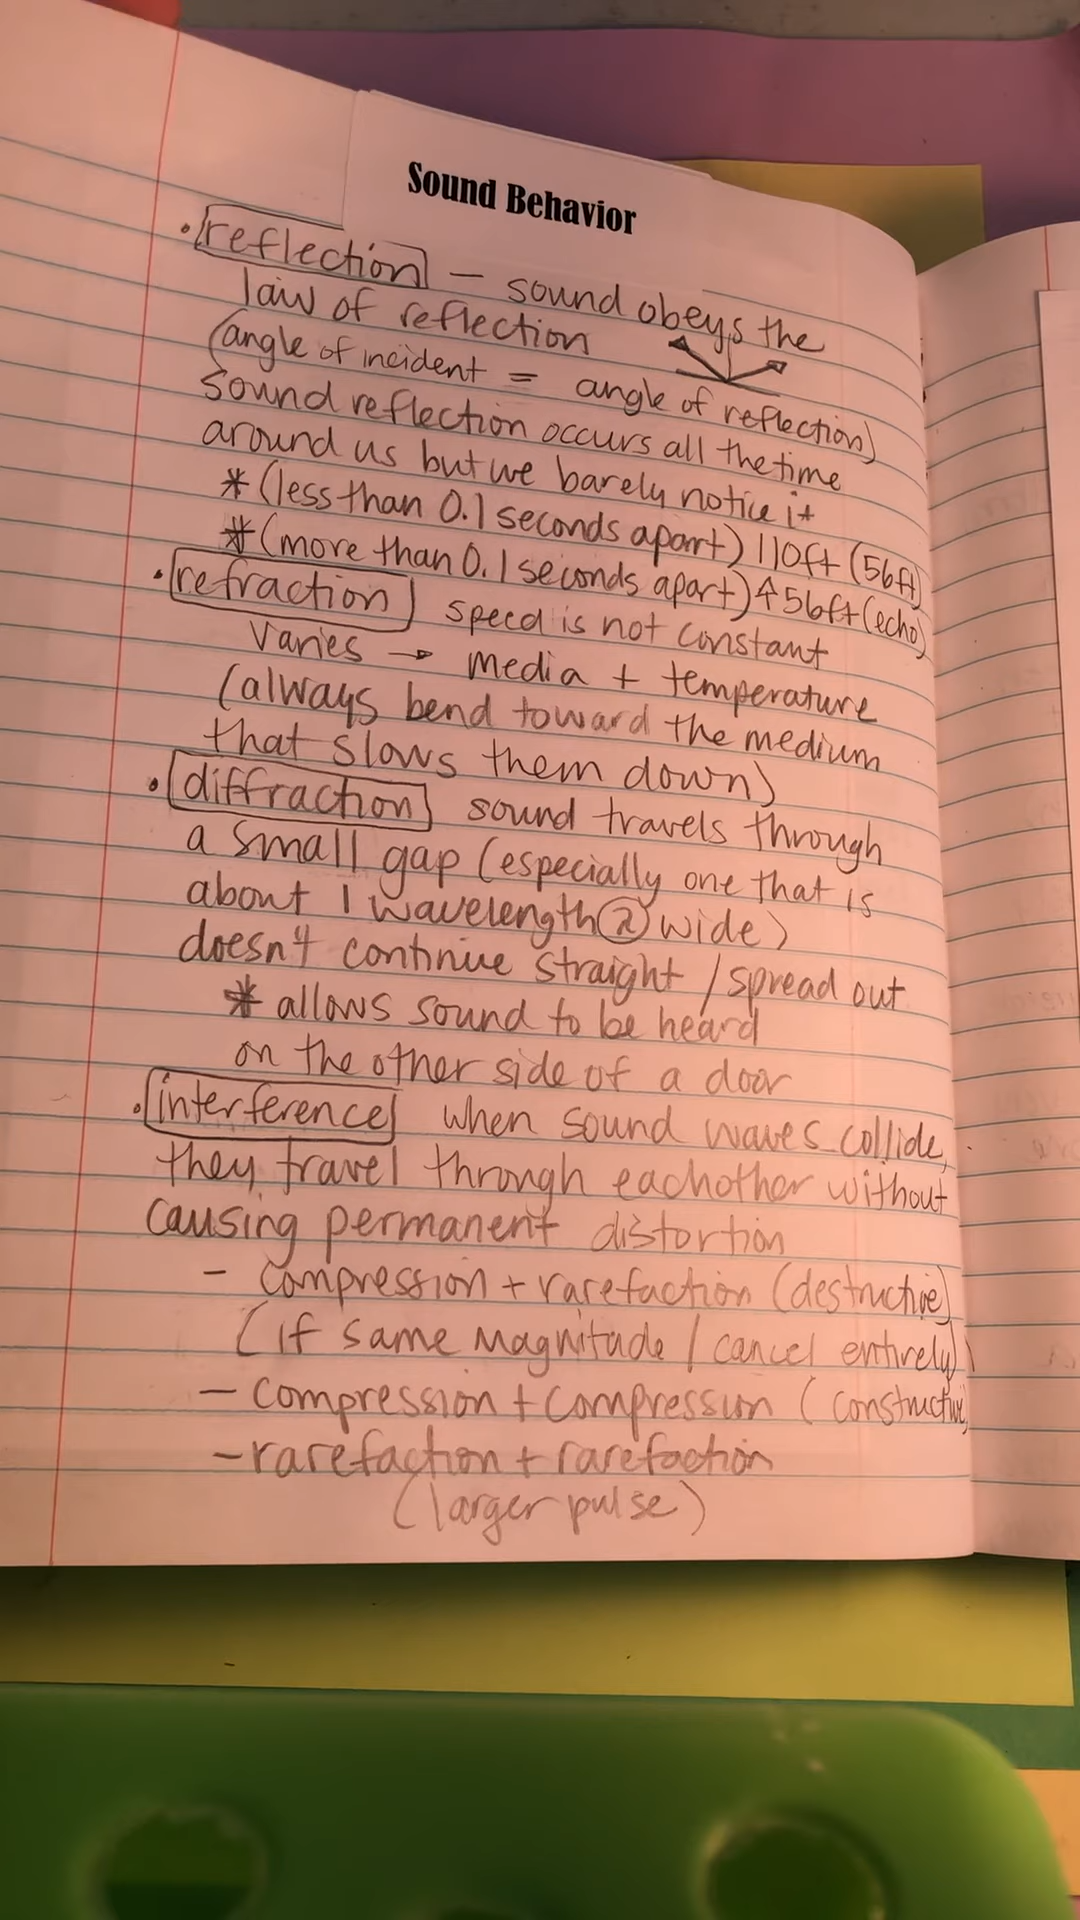 Sound Behavior
• reflection — sound obeys the
law of reflection
(angle of incident = angle of reflection)
sound reflection occurs all the time
around us but we barely notice it
* (less than 0.1 seconds apart) 110ft (56ft)
* (more than 0.1 seconds apart) ↑56ft (echo)
• refraction speed is not constant
varies → media + temperature
(always bend toward the medium
that slows them down)
• diffraction sound travels through
a small gap (especially one that is
about 1 wavelength λ wide)
doesn't continue straight / spread out
* allows sound to be heard
on the other side of a door
• interference when sound waves collide,
they travel through eachother without
causing permanent distortion
- compression + rarefaction (destructive)
(if same magnitude / cancel entirely)
- compression + compression (constructive)
- rarefaction + rarefaction
(larger pulse)